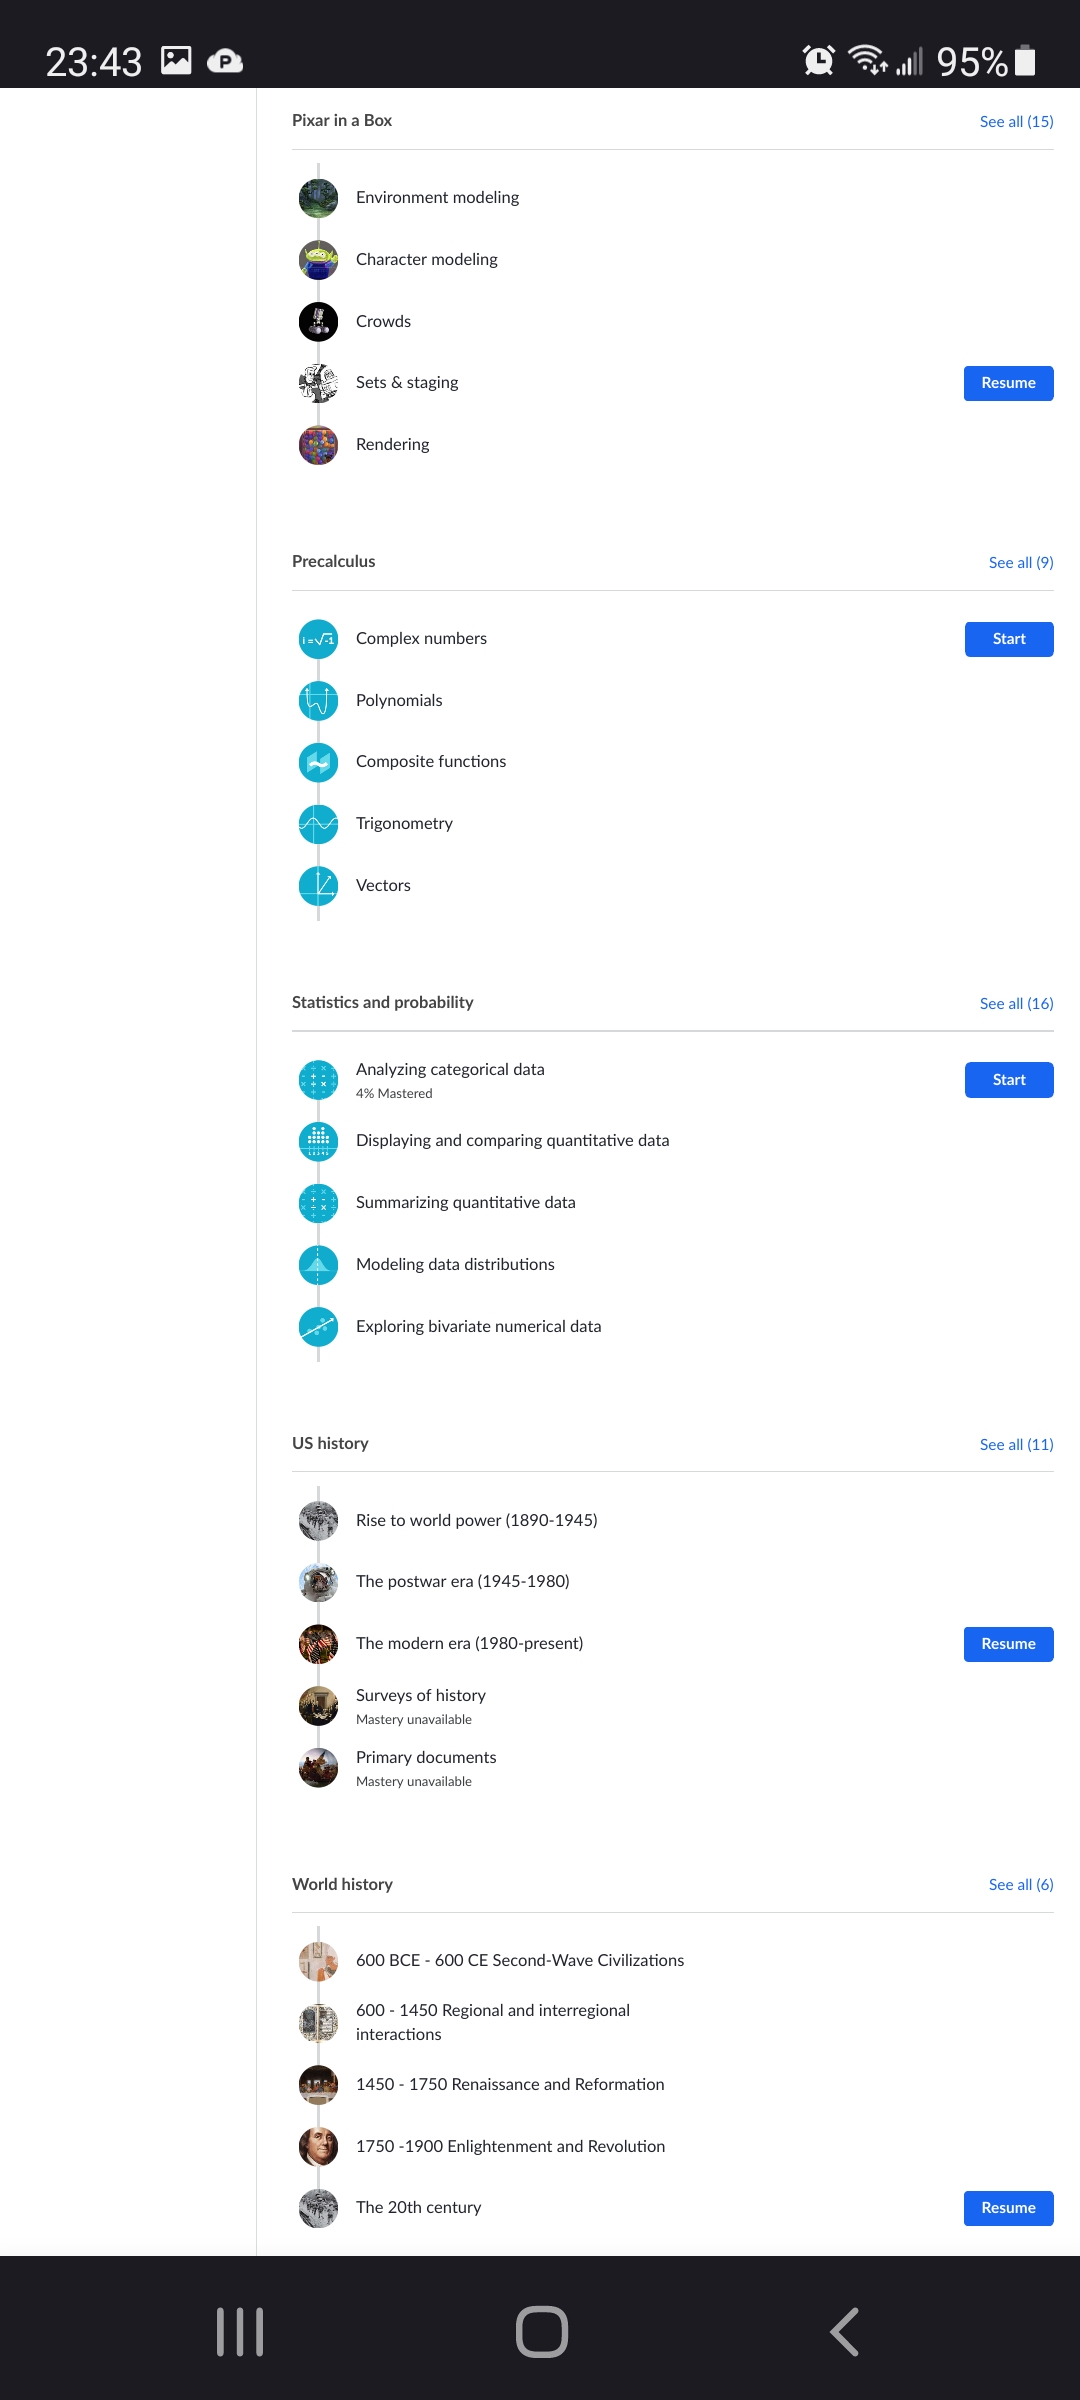 23:43
95%
Pixar in a Box
See all (15)
Environment modeling
Character modeling
Crowds
Sets & staging
Resume
Rendering
Precalculus
See all (9)
i = √-1
Complex numbers
Start
Polynomials
Composite functions
Trigonometry
Vectors
Statistics and probability
See all (16)
Analyzing categorical data
4% Mastered
Start
Displaying and comparing quantitative data
Summarizing quantitative data
Modeling data distributions
Exploring bivariate numerical data
US history
See all (11)
Rise to world power (1890-1945)
The postwar era (1945-1980)
The modern era (1980-present)
Resume
Surveys of history
Mastery unavailable
Primary documents
Mastery unavailable
World history
See all (6)
600 BCE - 600 CE Second-Wave Civilizations
600 - 1450 Regional and interregional
interactions
1450 - 1750 Renaissance and Reformation
1750 -1900 Enlightenment and Revolution
The 20th century
Resume